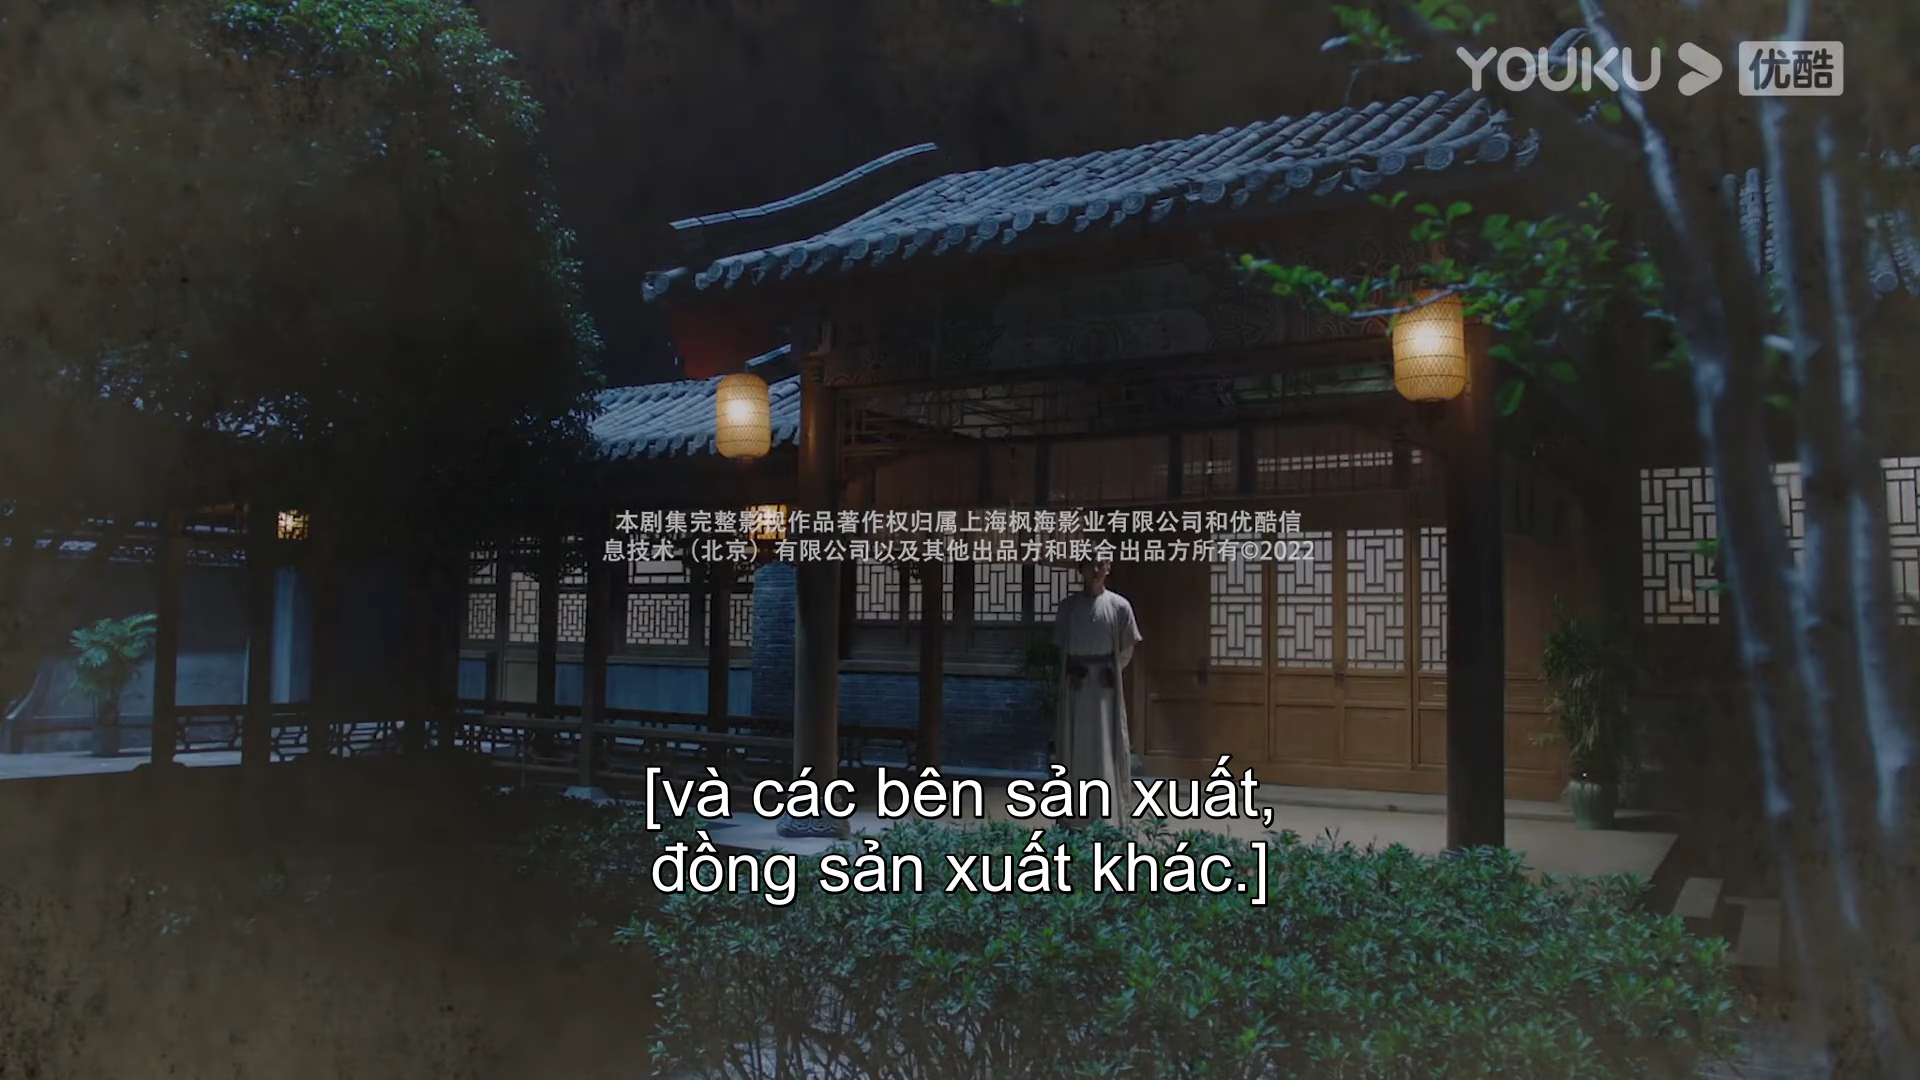 YOUKU 优酷
本剧集完整影视作品著作权归属上海枫海影业有限公司和优酷信
息技术（北京）有限公司以及其他出品方和联合出品方所有©2022
[và các bên sản xuất,
đồng sản xuất khác.]